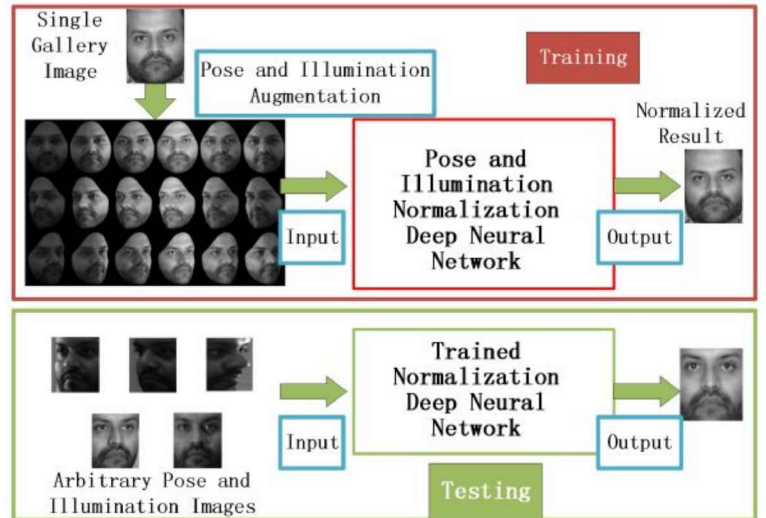 Single
Gallery
Image
Pose and Illumination
Augmentation
Training
Normalized
Result
Pose and
Illumination
Normalization
Deep Neural
Network
Input
Output
Trained
Normalization
Deep Neural
Network
Input
Output
Arbitrary Pose and
Illumination Images
Testing